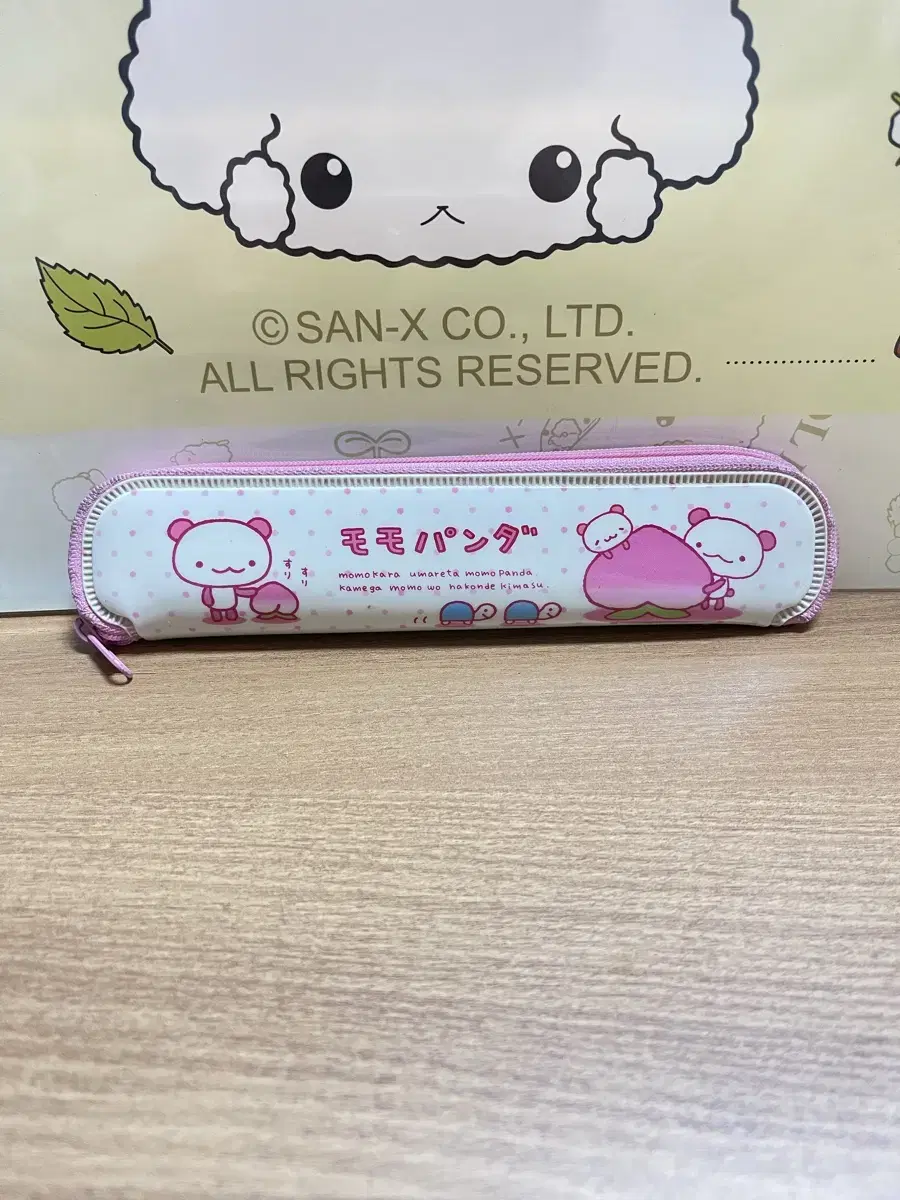 © SAN-X CO., LTD.
ALL RIGHTS RESERVED.
モモパンダ
momokara umareta momoPanda
kamega momo wo hakonde kimasu.
すり
すり